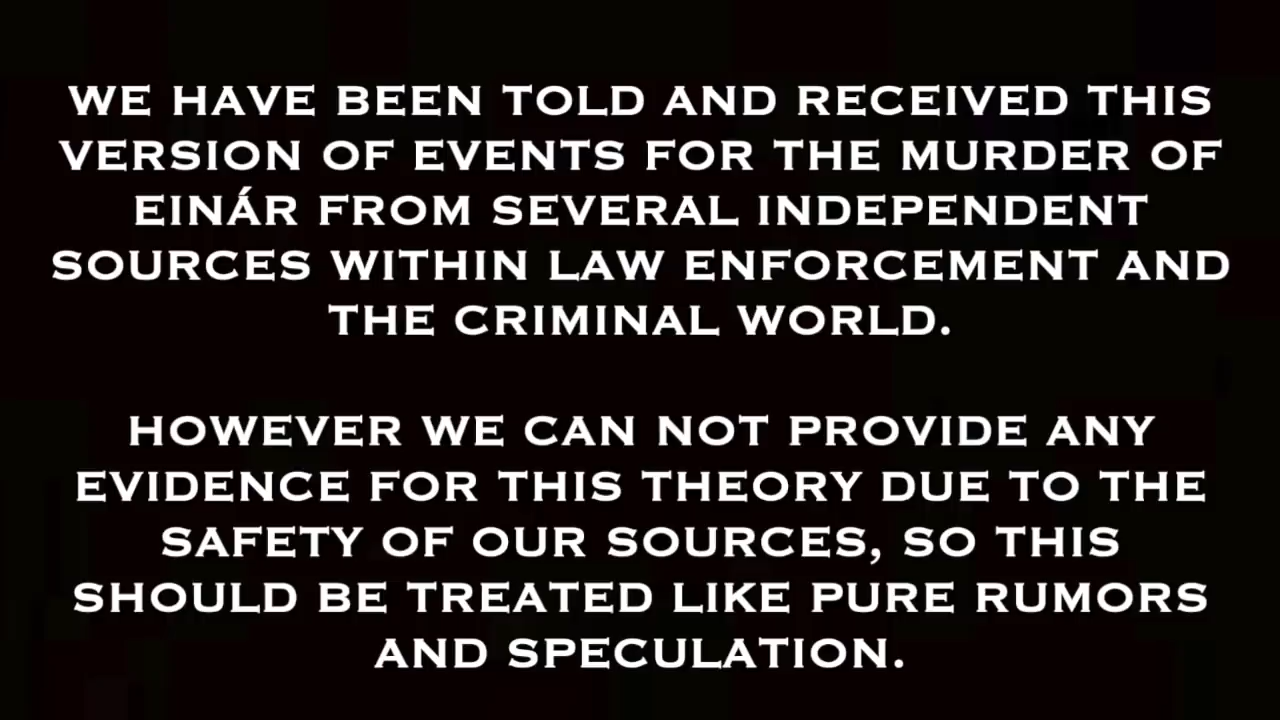 WE HAVE BEEN TOLD AND RECEIVED THIS
VERSION OF EVENTS FOR THE MURDER OF
EINÁR FROM SEVERAL INDEPENDENT
SOURCES WITHIN LAW ENFORCEMENT AND
THE CRIMINAL WORLD.
HOWEVER WE CAN NOT PROVIDE ANY
EVIDENCE FOR THIS THEORY DUE TO THE
SAFETY OF OUR SOURCES, SO THIS
SHOULD BE TREATED LIKE PURE RUMORS
AND SPECULATION.